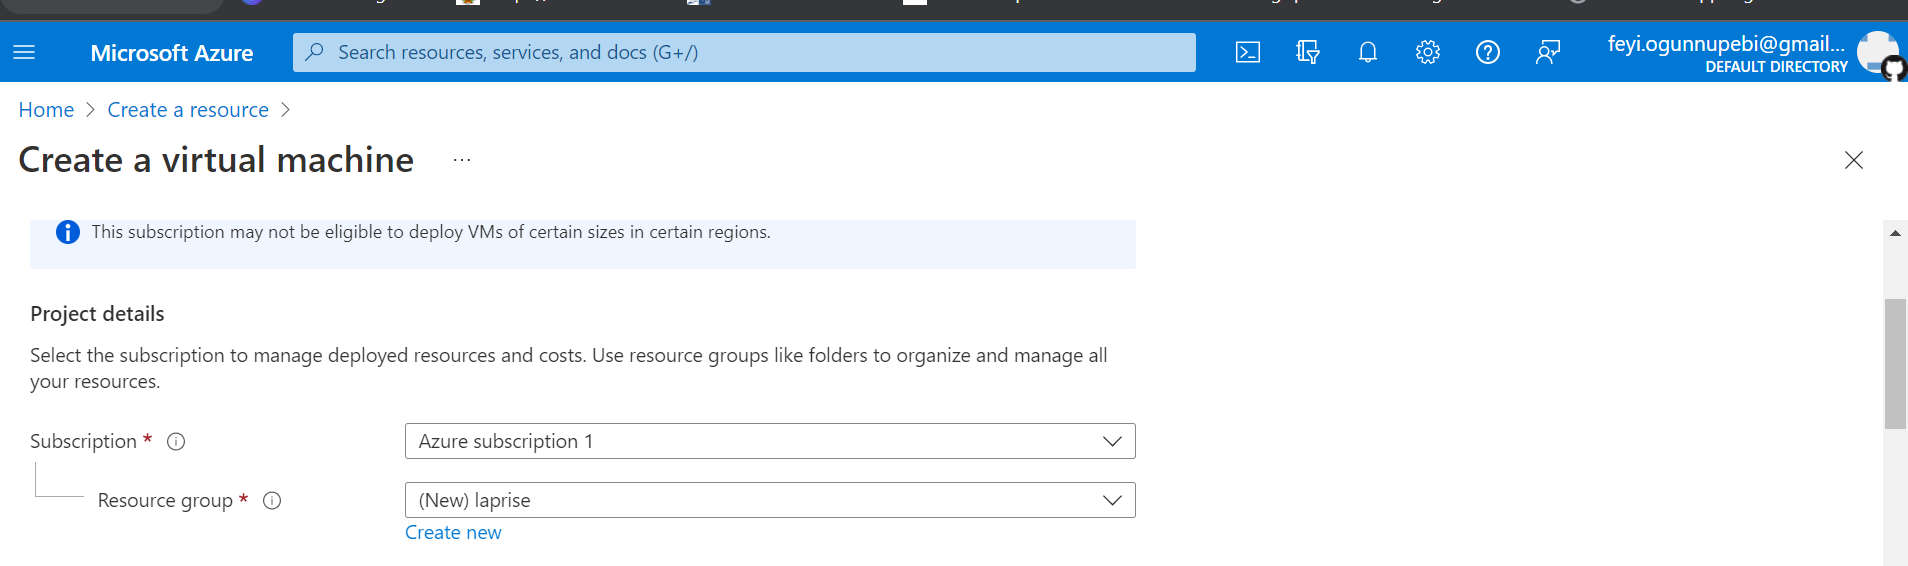 Microsoft Azure
Search resources, services, and docs (G+/)
feyi.ogunnupebi@gmail...
DEFAULT DIRECTORY
Home > Create a resource >
Create a virtual machine ...
This subscription may not be eligible to deploy VMs of certain sizes in certain regions.
Project details
Select the subscription to manage deployed resources and costs. Use resource groups like folders to organize and manage all
your resources.
Subscription *
Azure subscription 1
Resource group *
(New) laprise
Create new